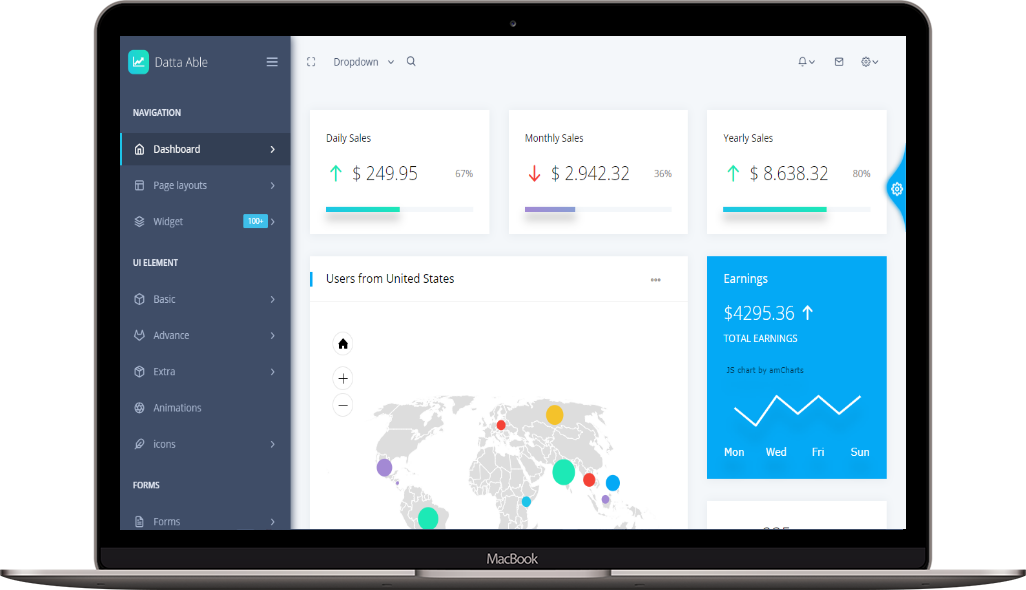 Datta Able
Dropdown
NAVIGATION
Dashboard
Page layouts
Widget 100+
UI ELEMENT
Basic
Advance
Extra
Animations
icons
FORMS
Forms
Daily Sales
$ 249.95 67%
Monthly Sales
$ 2.942.32 36%
Yearly Sales
$ 8.638.32 80%
Users from United States
Earnings
$4295.36
TOTAL EARNINGS
JS chart by amCharts
Mon Wed Fri Sun
MacBook